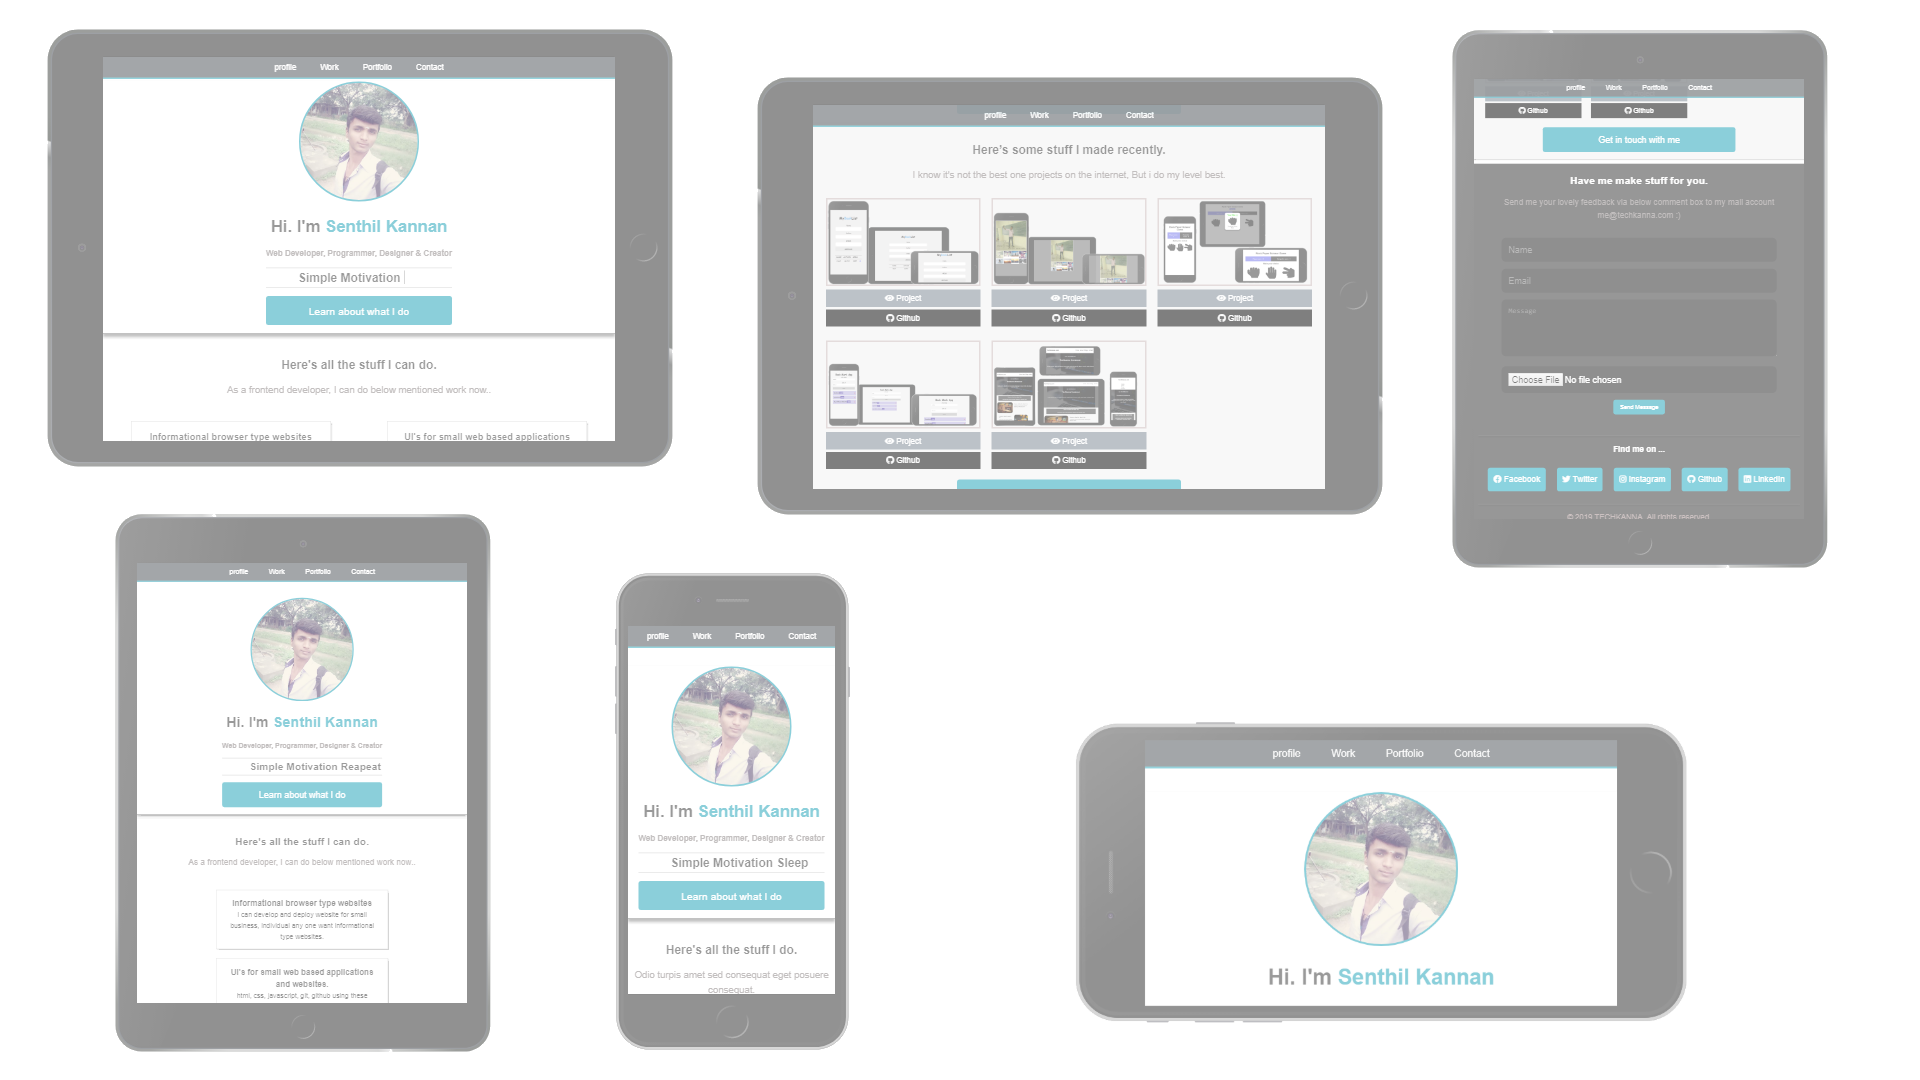 profile Work Portfolio Contact
Hi. I'm Senthil Kannan
Web Developer, Programmer, Designer & Creator
Simple Motivation
Learn about what I do
Here's all the stuff I can do.
As a frontend developer, I can do below mentioned work now..
Informational browser type websites
UI's for small web based applications
profile Work Portfolio Contact
Here's some stuff I made recently.
I know it's not the best one projects on the internet, But i do my level best.
Project Project Project
Github Github Github
Project Project
Github Github
profile Work Portfolio Contact
Github Github
Get in touch with me
Have me make stuff for you.
Send me your lovely feedback via below comment box to my mail account
me@techkanna.com :)
Name
Email
Message
Choose File No file chosen
Send Message
Find me on ...
Facebook Twitter Instagram Github LinkedIn
© 2019 TECHKANNA. All rights reserved
profile Work Portfolio Contact
Hi. I'm Senthil Kannan
Web Developer, Programmer, Designer & Creator
Simple Motivation Reapeat
Learn about what I do
Here's all the stuff I can do.
As a frontend developer, I can do below mentioned work now..
Informational browser type websites
I can develop and deploy website for small
business, individual any one want informational
type websites.
UI's for small web based applications
and websites.
html, css, javascript, git, github using these
profile Work Portfolio Contact
Hi. I'm Senthil Kannan
Web Developer, Programmer, Designer & Creator
Simple Motivation Sleep
Learn about what I do
Here's all the stuff I do.
Odio turpis amet sed consequat eget posuere
consequat.
profile Work Portfolio Contact
Hi. I'm Senthil Kannan